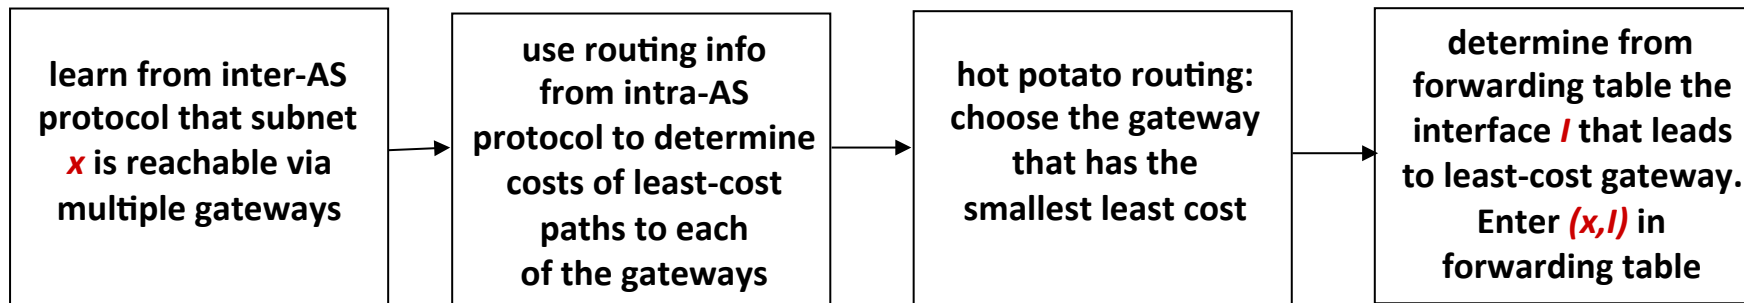 learn from inter-AS
protocol that subnet
x is reachable via
multiple gateways
use routing info
from intra-AS
protocol to determine
costs of least-cost
paths to each
of the gateways
hot potato routing:
choose the gateway
that has the
smallest least cost
determine from
forwarding table the
interface I that leads
to least-cost gateway.
Enter (x,I) in
forwarding table